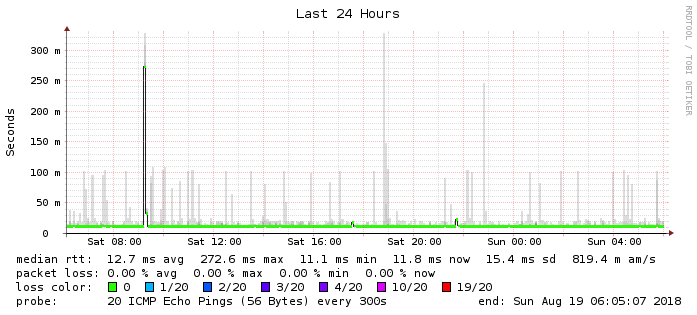 Last 24 Hours
RRDTOOL / TOBI OETIKER
Seconds
300 m
250 m
200 m
150 m
100 m
50 m
0
Sat 08:00 Sat 12:00 Sat 16:00 Sat 20:00 Sun 00:00 Sun 04:00
median rtt: 12.7 ms avg 272.6 ms max 11.1 ms min 11.8 ms now 15.4 ms sd 819.4 m am/s
packet loss: 0.00 % avg 0.00 % max 0.00 % min 0.00 % now
loss color: 0 1/20 2/20 3/20 4/20 10/20 19/20
probe: 20 ICMP Echo Pings (56 Bytes) every 300s end: Sun Aug 19 06:05:07 2018